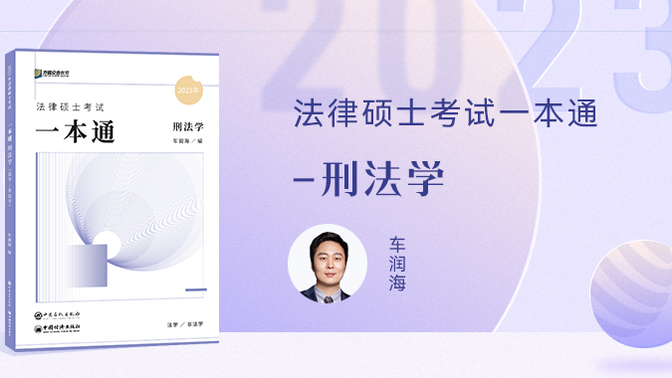 2023
法律硕士考试一本通
-刑法学
车润海
2023年
法律硕士考试
一本通
刑法学
车润海／编
法学／非法学